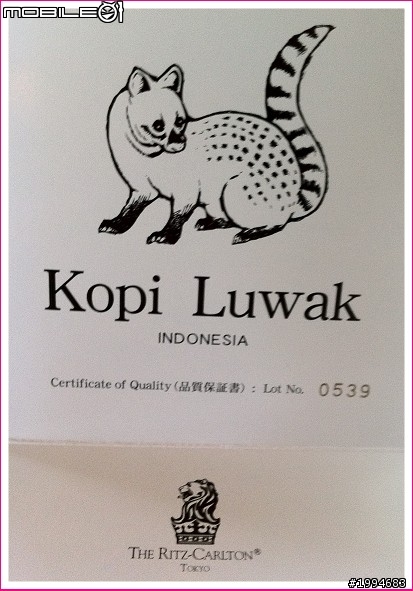 MOBILE01
Kopi Luwak
INDONESIA
Certificate of Quality (品質保証書) : Lot No. 0539
THE RITZ-CARLTON®
TOKYO
#1994683